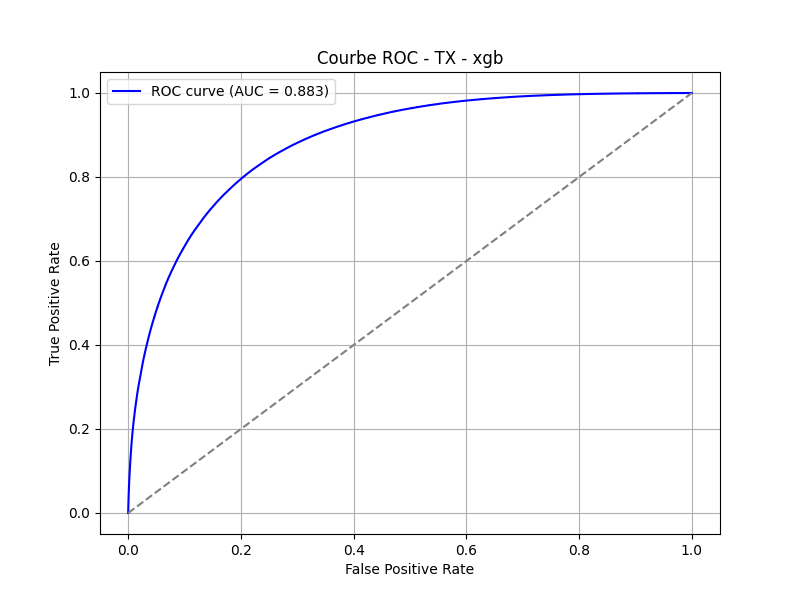 Courbe ROC - TX - xgb
ROC curve (AUC = 0.883)
True Positive Rate
1.0
0.8
0.6
0.4
0.2
0.0
0.0 0.2 0.4 0.6 0.8 1.0
False Positive Rate